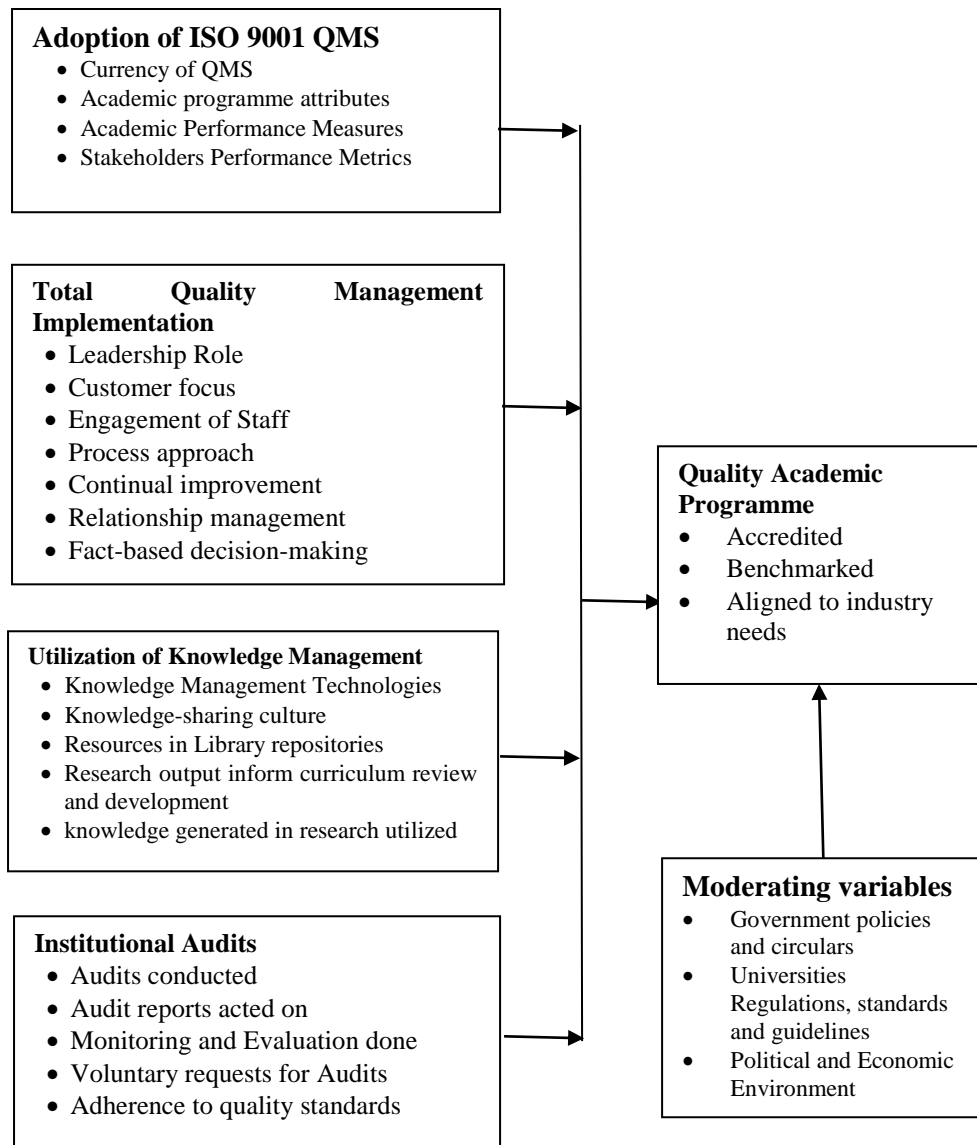 Adoption of ISO 9001 QMS
• Currency of QMS
• Academic programme attributes
• Academic Performance Measures
• Stakeholders Performance Metrics
Total Quality Management
Implementation
• Leadership Role
• Customer focus
• Engagement of Staff
• Process approach
• Continual improvement
• Relationship management
• Fact-based decision-making
Utilization of Knowledge Management
• Knowledge Management Technologies
• Knowledge-sharing culture
• Resources in Library repositories
• Research output inform curriculum review
and development
• knowledge generated in research utilized
Institutional Audits
• Audits conducted
• Audit reports acted on
• Monitoring and Evaluation done
• Voluntary requests for Audits
• Adherence to quality standards
Quality Academic
Programme
• Accredited
• Benchmarked
• Aligned to industry
needs
Moderating variables
• Government policies
and circulars
• Universities
Regulations, standards
and guidelines
• Political and Economic
Environment